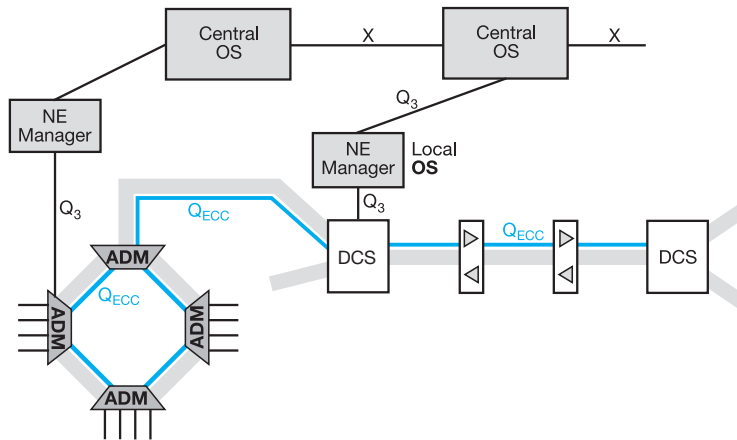 Central
OS
X
Central
OS
X
NE
Manager
Q3
NE
Manager
Local
OS
Q3
Q3
QECC
ADM
DCS
QECC
DCS
QECC
ADM
ADM
ADM